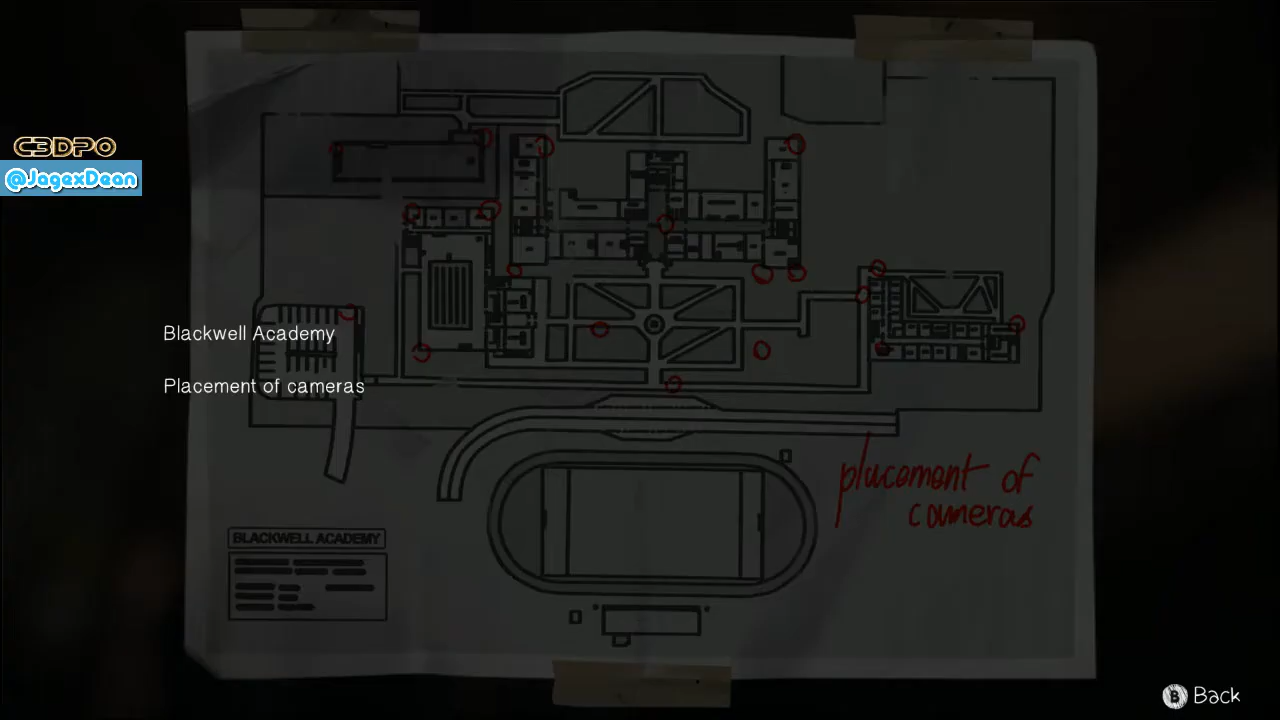 C3DPO
@JagexDean
Blackwell Academy
Placement of cameras
placement of
cameras
BLACKWELL ACADEMY
B Back